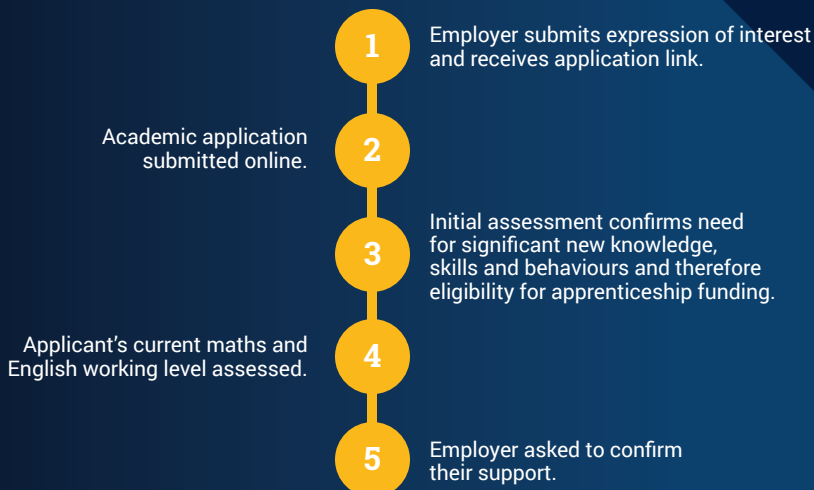 1
Employer submits expression of interest
and receives application link.
2
Academic application
submitted online.
3
Initial assessment confirms need
for significant new knowledge,
skills and behaviours and therefore
eligibility for apprenticeship funding.
4
Applicant’s current maths and
English working level assessed.
5
Employer asked to confirm
their support.